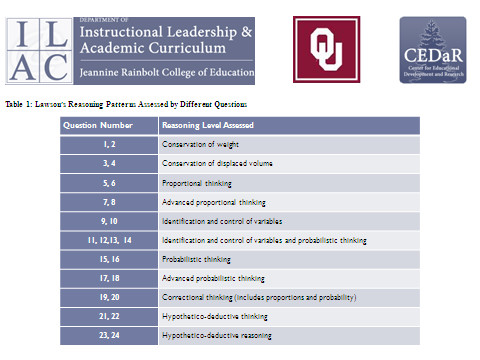 DEPARTMENT OF
IL
AC
Instructional Leadership &
Academic Curriculum
Jeannine Rainbolt College of Education
OU
CEDaR
Center for Educational
Development and Research
Table 1: Lawson's Reasoning Patterns Assessed by Different Questions
Question Number Reasoning Level Assessed
1, 2 Conservation of weight
3, 4 Conservation of displaced volume
5, 6 Proportional thinking
7, 8 Advanced proportional thinking
9, 10 Identification and control of variables
11, 12,13, 14 Identification and control of variables and probabilistic thinking
15, 16 Probabilistic thinking
17, 18 Advanced probabilistic thinking
19, 20 Correctional thinking (includes proportions and probability)
21, 22 Hypothetico-deductive thinking
23, 24 Hypothetico-deductive reasoning